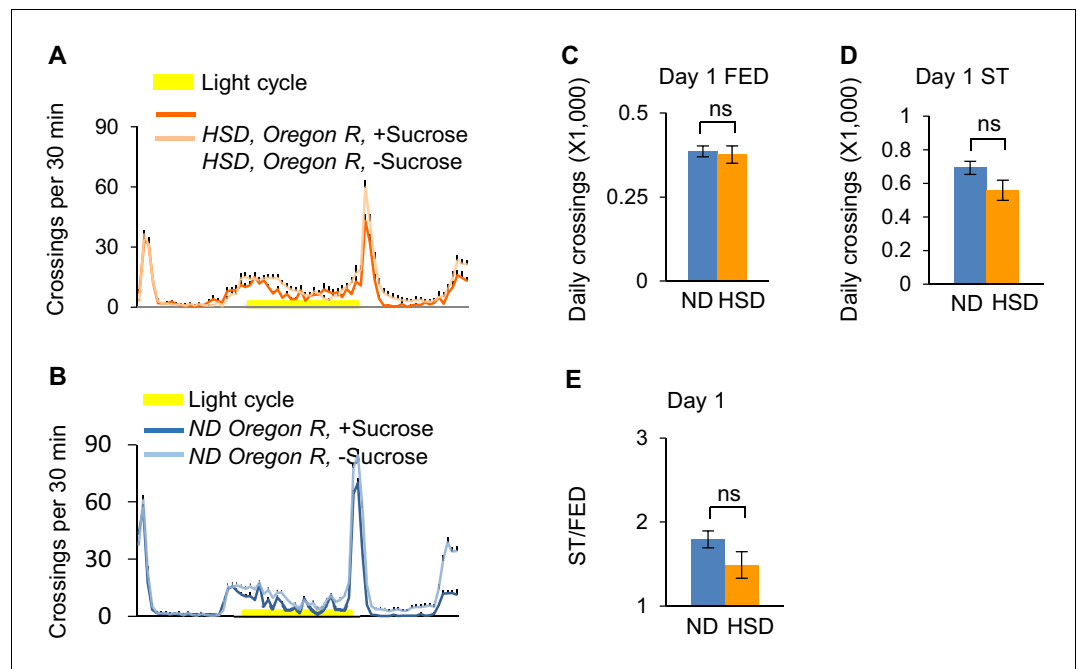 A
Light cycle
HSD, Oregon R, +Sucrose
HSD, Oregon R, -Sucrose
Crossings per 30 min
90
60
30
0
B
Light cycle
ND Oregon R, +Sucrose
ND Oregon R, -Sucrose
Crossings per 30 min
90
60
30
0
C
Day 1 FED
Daily crossings (X1,000)
0.5
0.25
0
ns
ND HSD
D
Day 1 ST
Daily crossings (X1,000)
1
0.8
0.6
0.4
0.2
0
ns
ND HSD
E
Day 1
ST/FED
3
2
1
ns
ND HSD